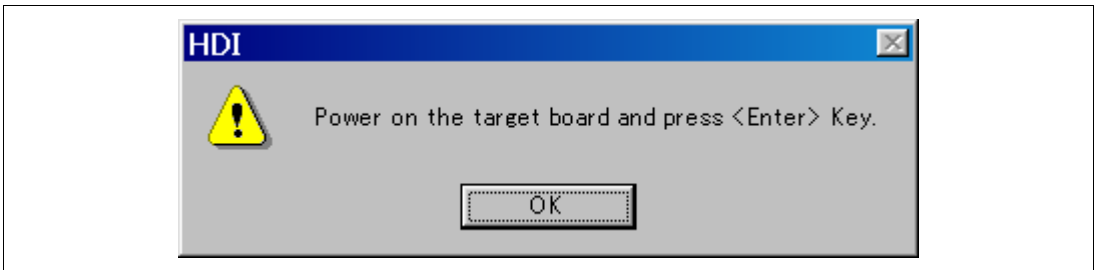 HDI
Power on the target board and press <Enter> Key.
OK